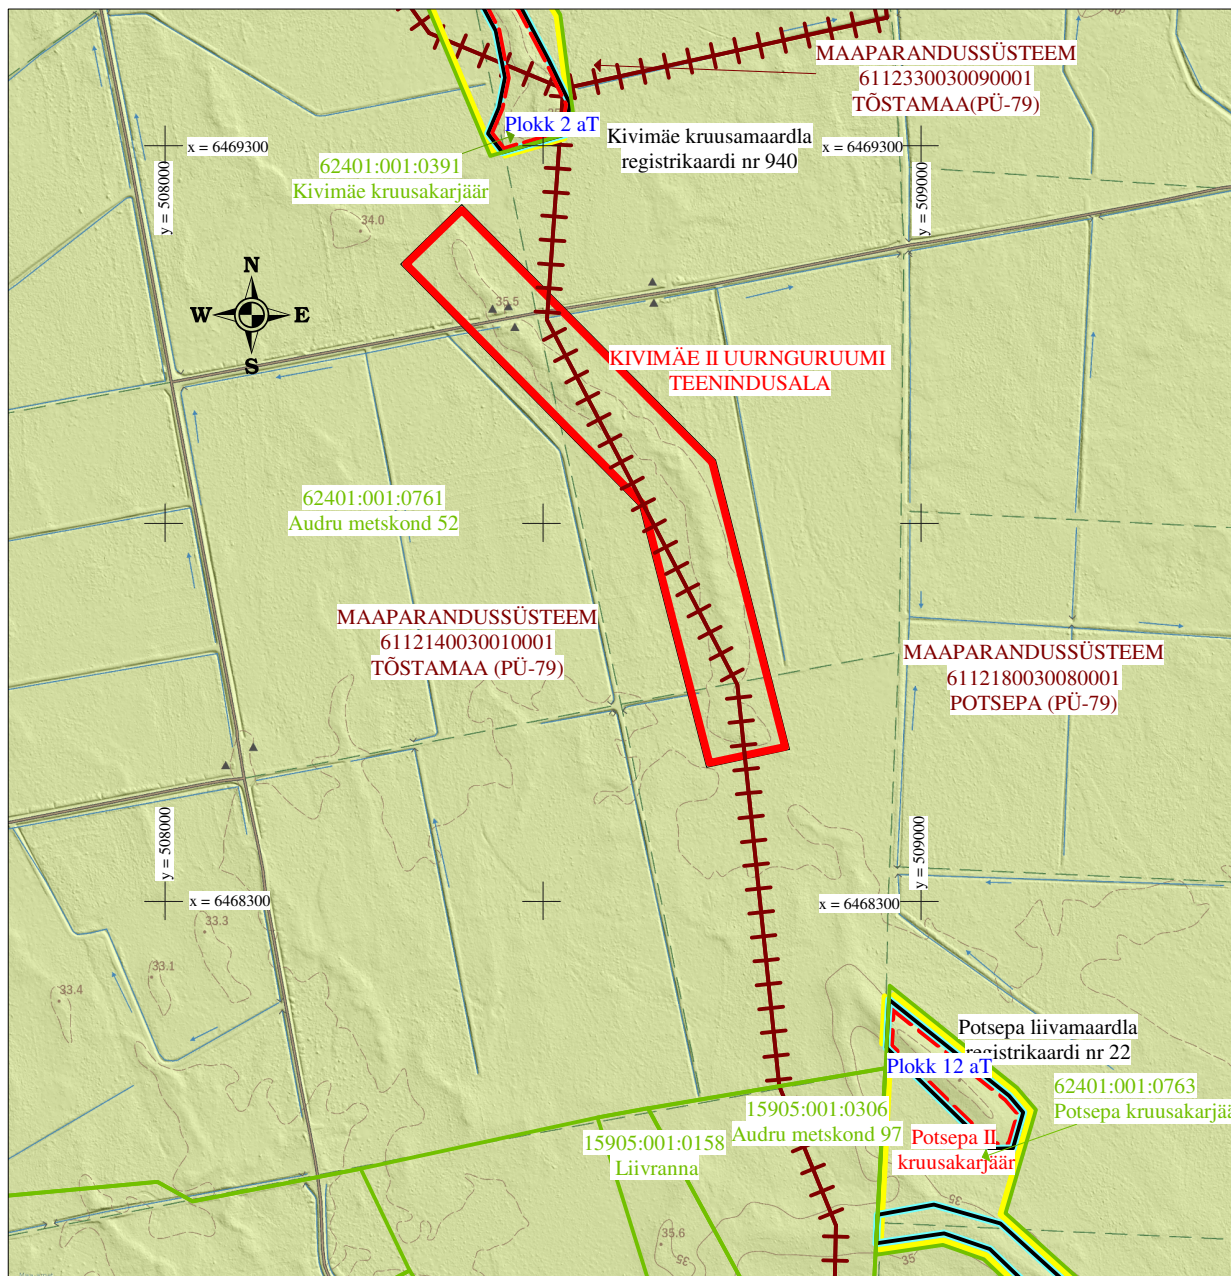 MAAPARANDUSSÜSTEEM
6112330030090001
TÕSTAMAA(PÜ-79)
Plokk 2 aT
Kivimäe kruusamaardla
registrikaardi nr 940
x = 6469300
x = 6469300
62401:001:0391
Kivimäe kruusakarjäär
y = 508000
y = 509000
34.0
N
W
E
S
35.5
KIVIMÄE II UURNGURUUMI
TEENINDUSALA
62401:001:0761
Audru metskond 52
MAAPARANDUSSÜSTEEM
6112140030010001
TÕSTAMAA (PÜ-79)
MAAPARANDUSSÜSTEEM
6112180030080001
POTSEPA (PÜ-79)
y = 508000
y = 509000
x = 6468300
x = 6468300
33.3
33.1
33.4
Potsepa liivamaardla
registrikaardi nr 22
Plokk 12 aT
62401:001:0763
Potsepa kruusakarjää
15905:001:0306
Audru metskond 97
15905:001:0158
Liivranna
Potsepa II
kruusakarjäär
35
35.6
35
35